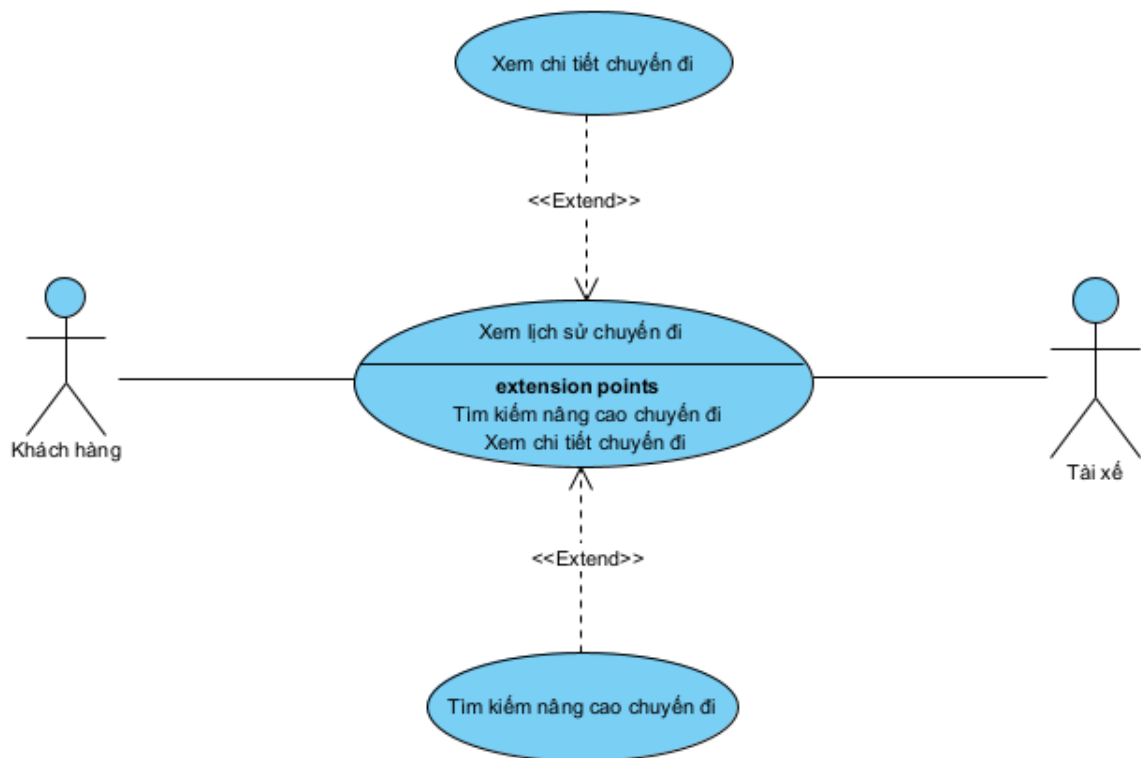 Xem chi tiết chuyến đi
<<Extend>>
Xem lịch sử chuyến đi
extension points
Tìm kiếm nâng cao chuyến đi
Xem chi tiết chuyến đi
Khách hàng
Tài xế
<<Extend>>
Tìm kiếm nâng cao chuyến đi